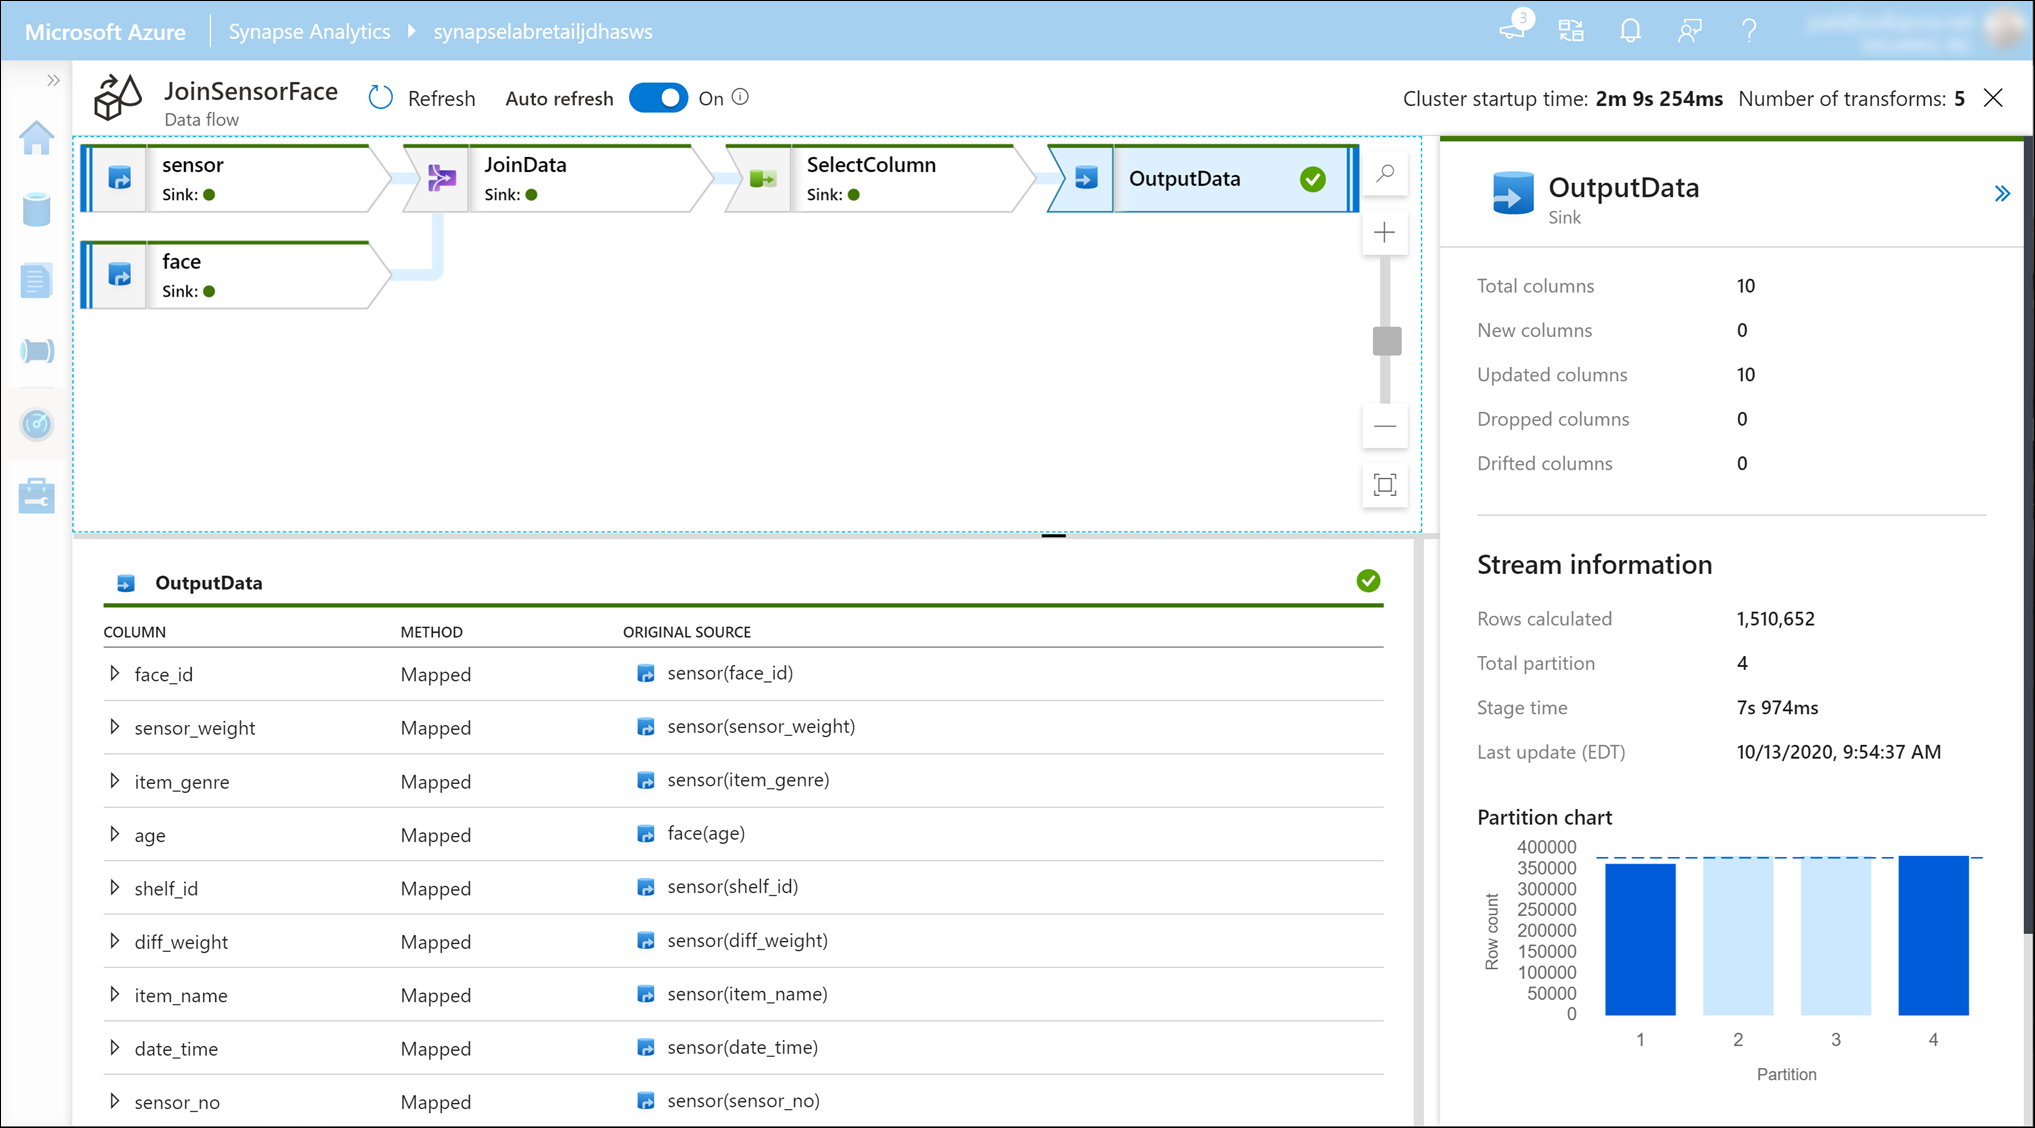 Microsoft Azure Synapse Analytics synapselabretailjdhasws 3
JoinSensorFace
Data flow
Refresh Auto refresh On
Cluster startup time: 2m 9s 254ms Number of transforms: 5
sensor
Sink:
JoinData
Sink:
SelectColumn
Sink:
OutputData
face
Sink:
OutputData
COLUMN METHOD ORIGINAL SOURCE
face_id Mapped sensor(face_id)
sensor_weight Mapped sensor(sensor_weight)
item_genre Mapped sensor(item_genre)
age Mapped face(age)
shelf_id Mapped sensor(shelf_id)
diff_weight Mapped sensor(diff_weight)
item_name Mapped sensor(item_name)
date_time Mapped sensor(date_time)
sensor_no Mapped sensor(sensor_no)
OutputData
Sink
Total columns 10
New columns 0
Updated columns 10
Dropped columns 0
Drifted columns 0
Stream information
Rows calculated 1,510,652
Total partition 4
Stage time 7s 974ms
Last update (EDT) 10/13/2020, 9:54:37 AM
Partition chart
400000
350000
300000
250000
200000
150000
100000
50000
0
Row count
1 2 3 4
Partition